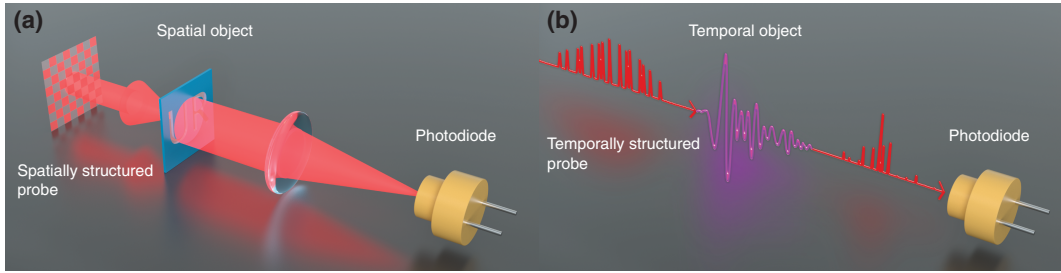 (a)
Spatial object
Photodiode
Spatially structured
probe
(b)
Temporal object
Photodiode
Temporally structured
probe